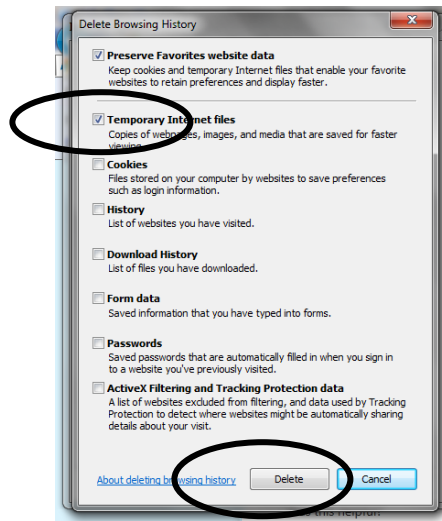 Delete Browsing History
Preserve Favorites website data
Keep cookies and temporary Internet files that enable your favorite
websites to retain preferences and display faster.
Temporary Internet files
Copies of webpages, images, and media that are saved for faster
viewing.
Cookies
Files stored on your computer by websites to save preferences
such as login information.
History
List of websites you have visited.
Download History
List of files you have downloaded.
Form data
Saved information that you have typed into forms.
Passwords
Saved passwords that are automatically filled in when you sign in
to a website you've previously visited.
ActiveX Filtering and Tracking Protection data
A list of websites excluded from filtering, and data used by Tracking
Protection to detect where websites might be automatically sharing
details about your visit.
About deleting browsing history
Delete
Cancel
this helpful?